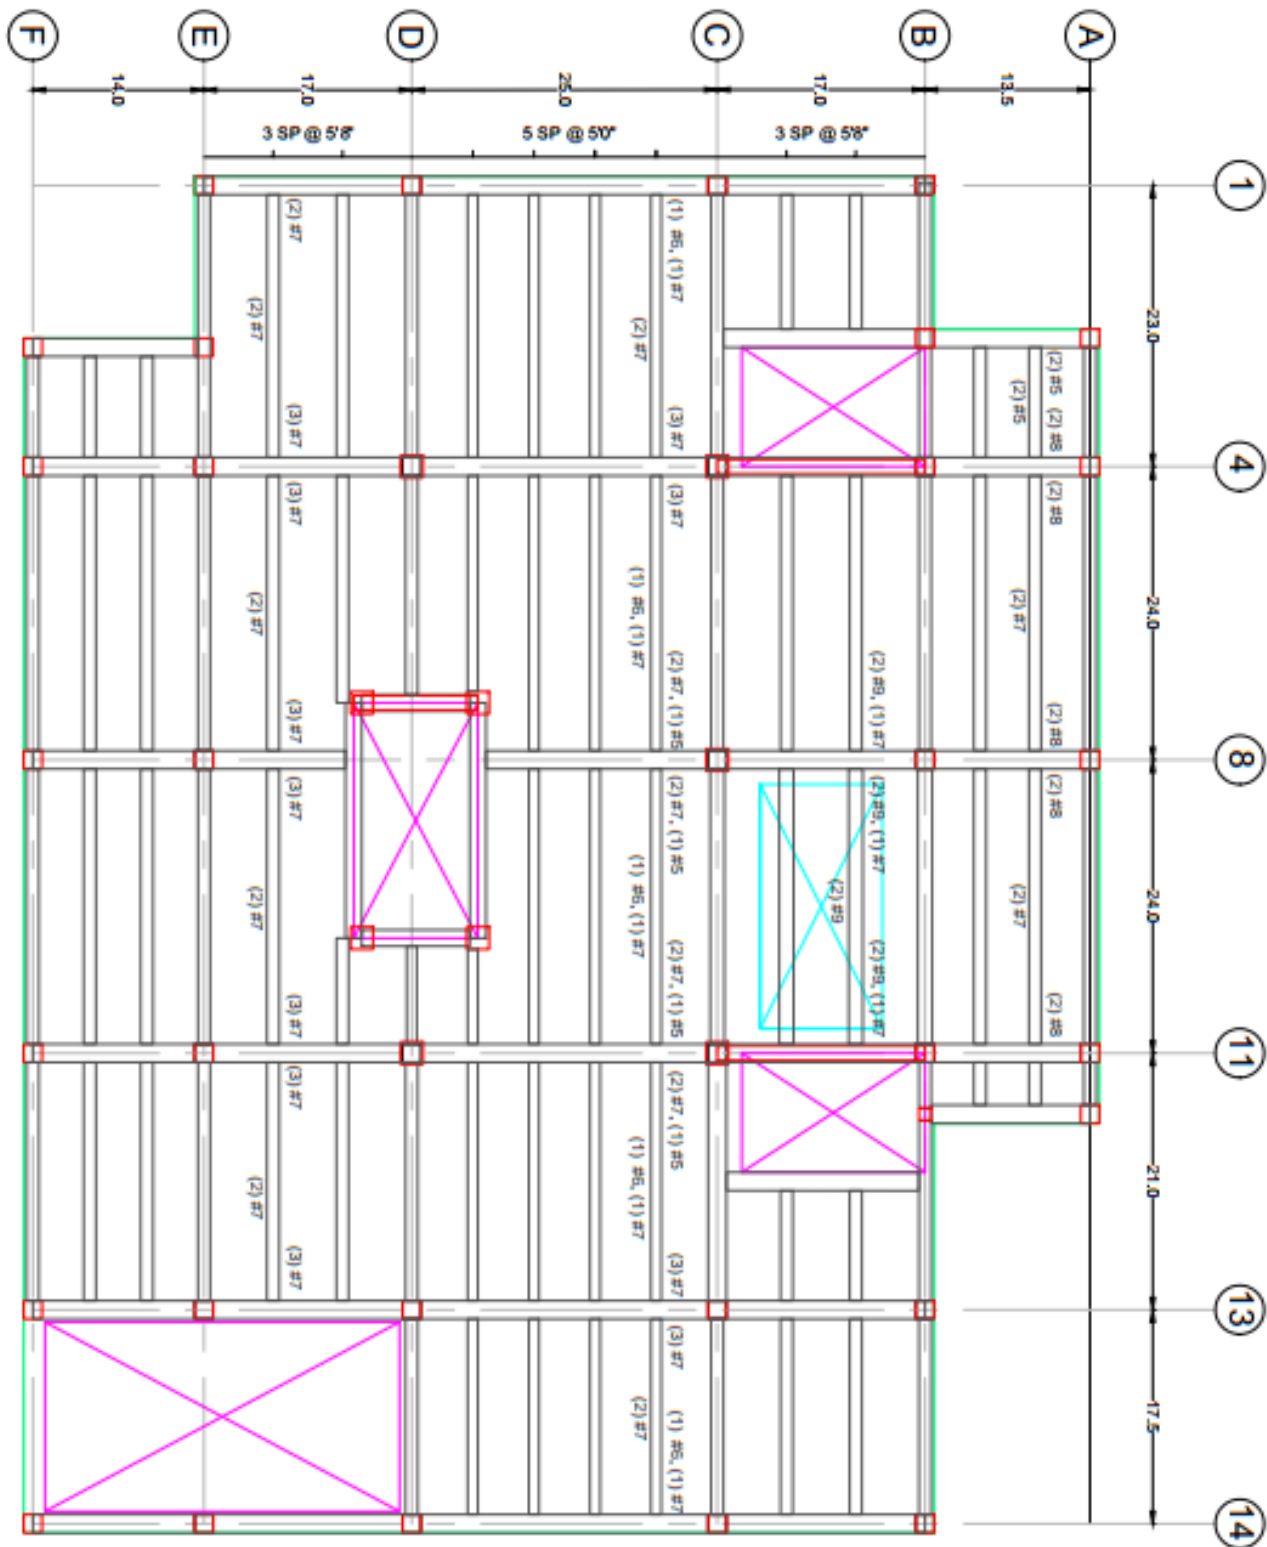 F
E
D
C
B
A
14.0
17.0
25.0
17.0
13.5
3 SP @ 5'8"
5 SP @ 5'0"
3 SP @ 5'8"
1
23.0
(2) #7
(1) #6, (1) #7
(2) #7
(2) #7
(2) #5
(2) #5
(3) #7
(3) #7
(2) #8
4
24.0
(3) #7
(3) #7
(2) #8
(2) #7
(1) #6, (1) #7
(2) #7
(3) #7
(2) #7, (1) #5
(2) #9, (1) #7
(2) #8
8
24.0
(3) #7
(2) #7, (1) #5
(2) #9, (1) #7
(2) #8
(2) #7
(1) #6, (1) #7
(2) #9
(2) #7
(3) #7
(2) #7, (1) #5
(2) #9, (1) #7
(2) #8
11
21.0
(3) #7
(2) #7, (1) #5
(2) #7
(1) #6, (1) #7
(3) #7
(3) #7
13
17.5
(3) #7
(2) #7
(1) #6, (1) #7
14